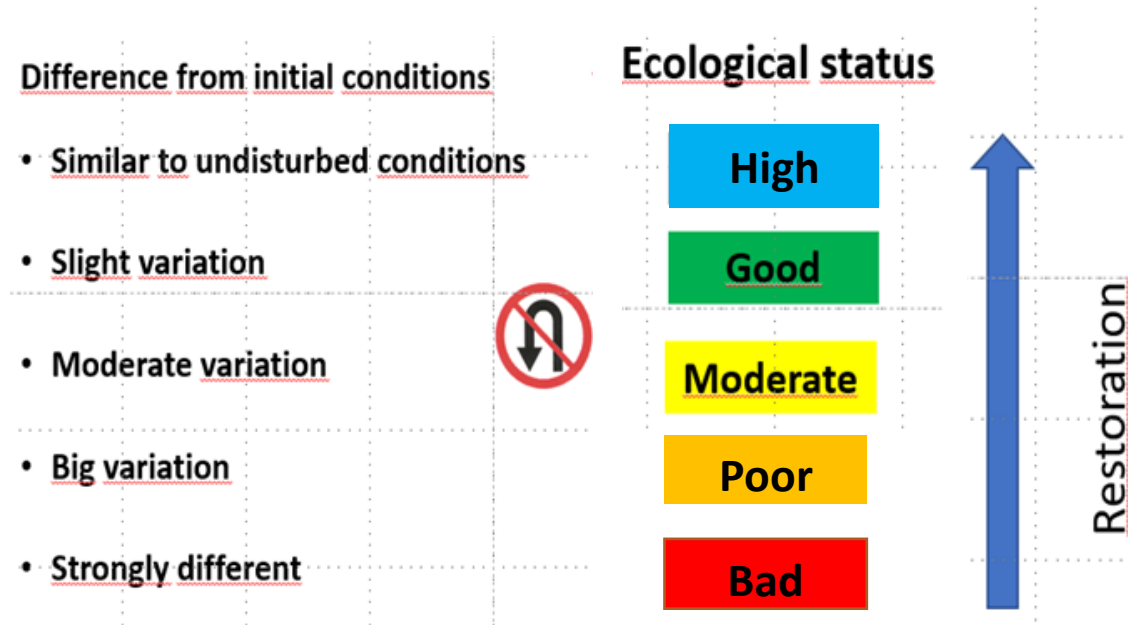 Difference from initial conditions
• Similar to undisturbed conditions
• Slight variation
• Moderate variation
• Big variation
• Strongly different
Ecological status
High
Good
Moderate
Poor
Bad
Restoration